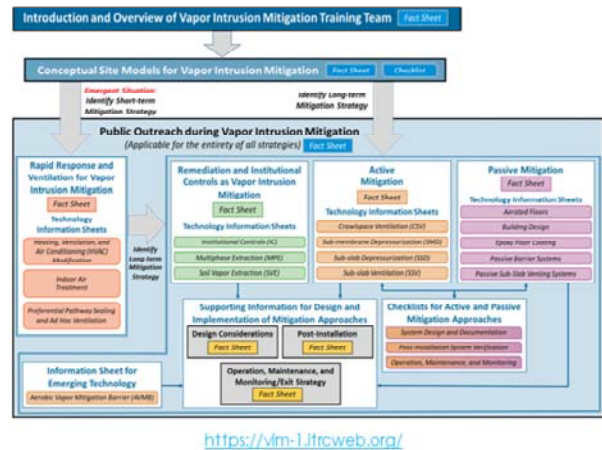 Introduction and Overview of Vapor Intrusion Mitigation Training Team
Fact Sheet
Conceptual Site Models for Vapor Intrusion Mitigation
Fact Sheet
Checklist
Emergent Situation:
Identify Short-term
Mitigation Strategy
Identify Long-term
Mitigation Strategy
Public Outreach during Vapor Intrusion Mitigation
(Applicable for the entirety of all strategies)
Fact Sheet
Rapid Response and
Ventilation for Vapor
Intrusion Mitigation
Fact Sheet
Technology
Information Sheets
Heating, Ventilation, and
Air Conditioning (HVAC)
Modification
Indoor Air
Treatment
Preferential Pathway Sealing
and Ad Hoc Ventilation
Identify
Long-term
Mitigation
Strategy
Remediation and Institutional
Controls as Vapor Intrusion
Mitigation
Fact Sheet
Technology Information Sheets
Institutional Controls (IC)
Multiphase Extraction (MPE)
Soil Vapor Extraction (SVE)
Active
Mitigation
Fact Sheet
Technology Information Sheets
Crawlspace Ventilation (CSV)
Sub-membrane Depressurization (SMD)
Sub-slab Depressurization (SSD)
Sub-slab Ventilation (SSV)
Passive Mitigation
Fact Sheet
Technology Information Sheets
Aerated Floors
Building Design
Epoxy Floor Coating
Passive Barrier Systems
Passive Sub-Slab Venting Systems
Supporting Information for Design and
Implementation of Mitigation Approaches
Design Considerations
Fact Sheet
Post-Installation
Fact Sheet
Operation, Maintenance, and
Monitoring/Exit Strategy
Fact Sheet
Checklists for Active and Passive
Mitigation Approaches
System Design and Documentation
Post-Installation System Verification
Operation, Maintenance, and Monitoring
Information Sheet for
Emerging Technology
Aerobic Vapor Mitigation Barrier (AVMB)
https://vim-1.itrcweb.org/